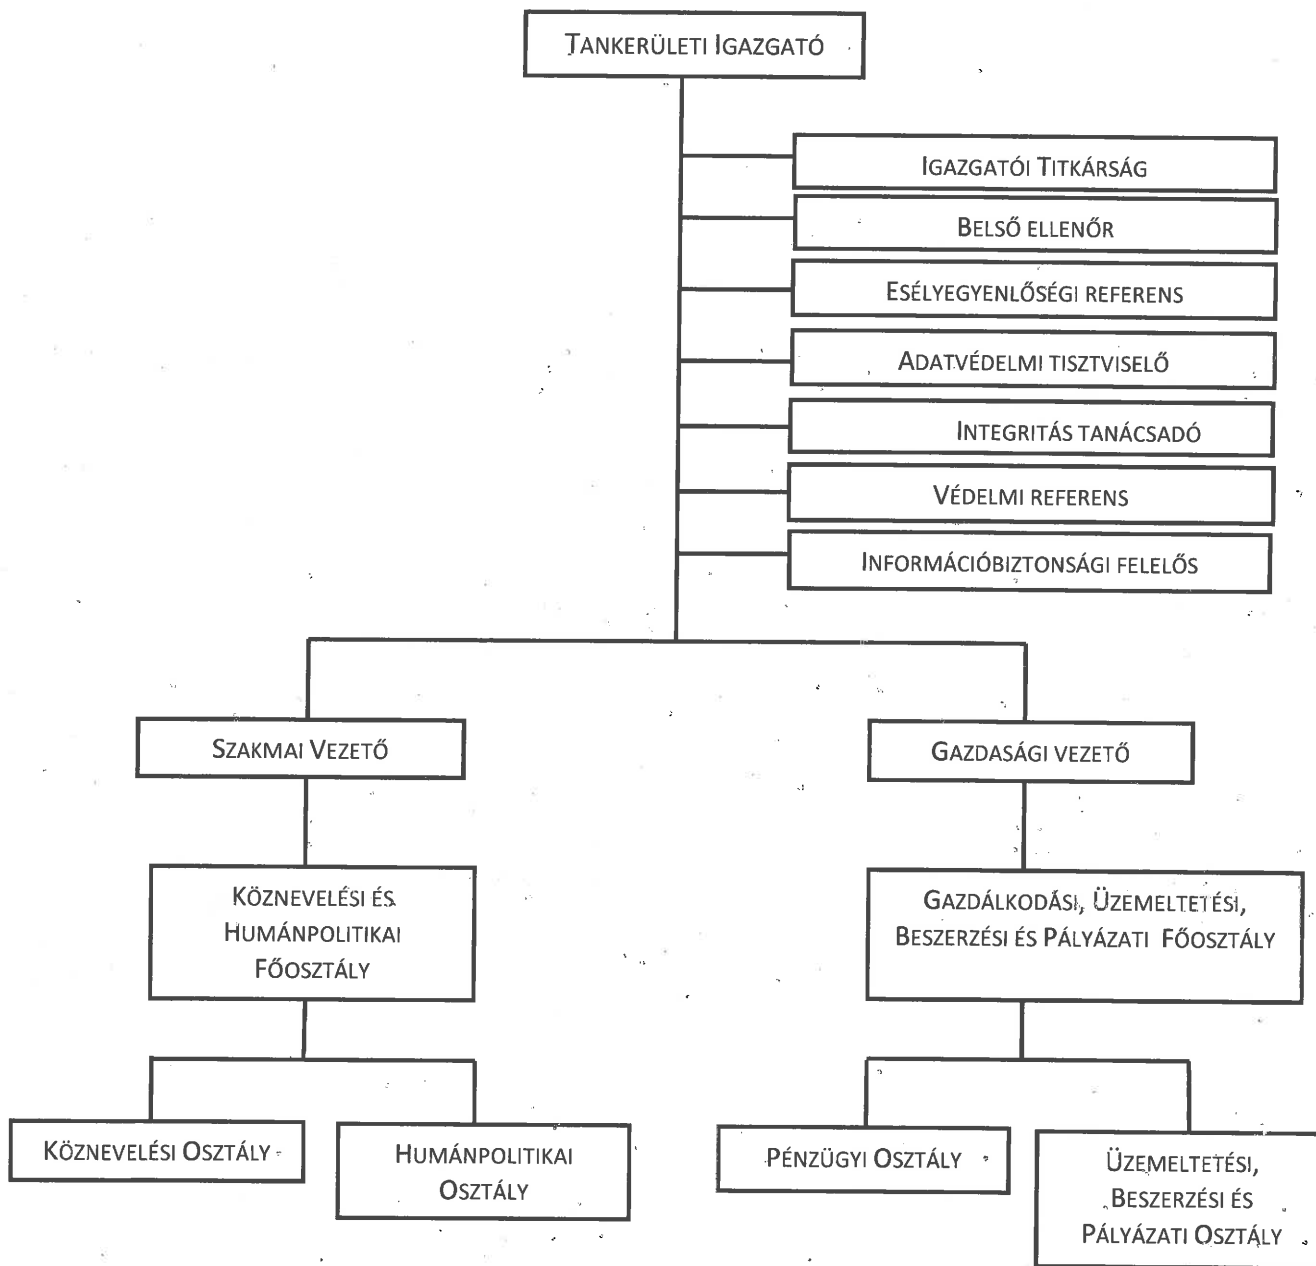 TANKERÜLETI IGAZGATÓ
IGAZGATÓI TITKÁRSÁG
BELSŐ ELLENŐR
ESÉLYEGYENLŐSÉGI REFERENS
ADATVÉDELMI TISZTVISELŐ
INTEGRITÁS TANÁCSADÓ
VÉDELMI REFERENS
INFORMÁCIÓBIZTONSÁGI FELELŐS
SZAKMAI VEZETŐ
GAZDASÁGI VEZETŐ
KÖZNEVELÉSI ÉS
HUMÁNPOLITIKAI
FŐOSZTÁLY
GAZDÁLKODÁSI, ÜZEMELTETÉSI,
BESZERZÉSI ÉS PÁLYÁZATI FŐOSZTÁLY
KÖZNEVELÉSI OSZTÁLY
HUMÁNPOLITIKAI
OSZTÁLY
PÉNZÜGYI OSZTÁLY
ÜZEMELTETÉSI,
BESZERZÉSI ÉS
PÁLYÁZATI OSZTÁLY